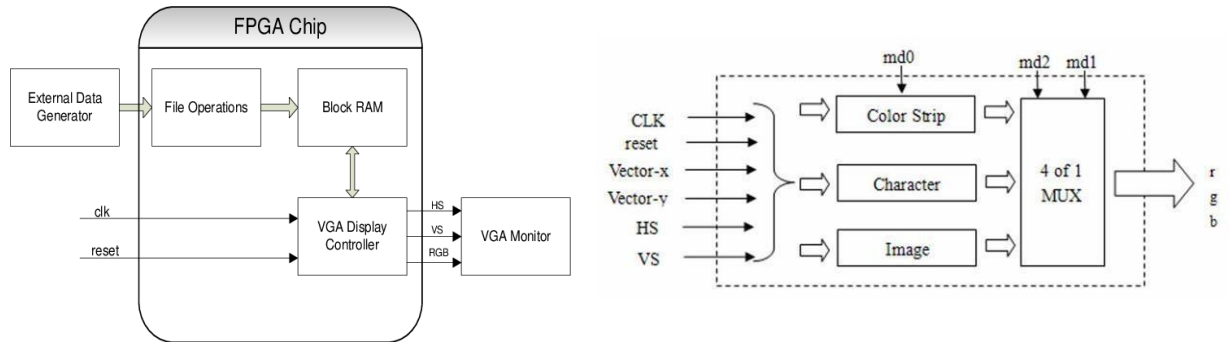 FPGA Chip
External Data
Generator
File Operations
Block RAM
clk
reset
VGA Display
Controller
HS
VS
RGB
VGA Monitor
md0
md2
md1
CLK
reset
Vector-x
Vector-y
HS
VS
Color Strip
Character
Image
4 of 1
MUX
r
g
b